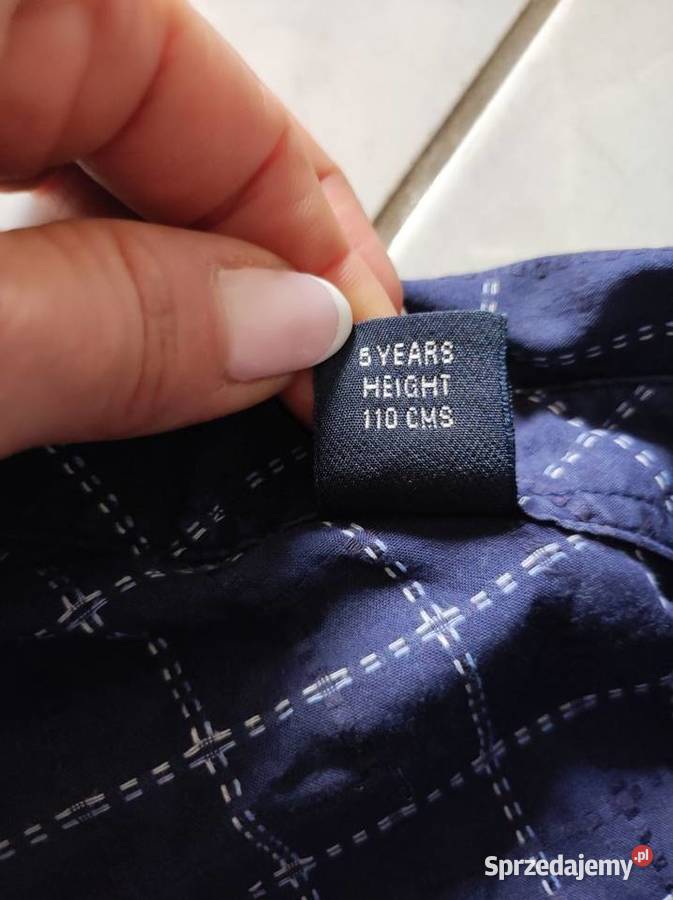 5 YEARS
HEIGHT
110 CMS
Sprzedajemy.pl